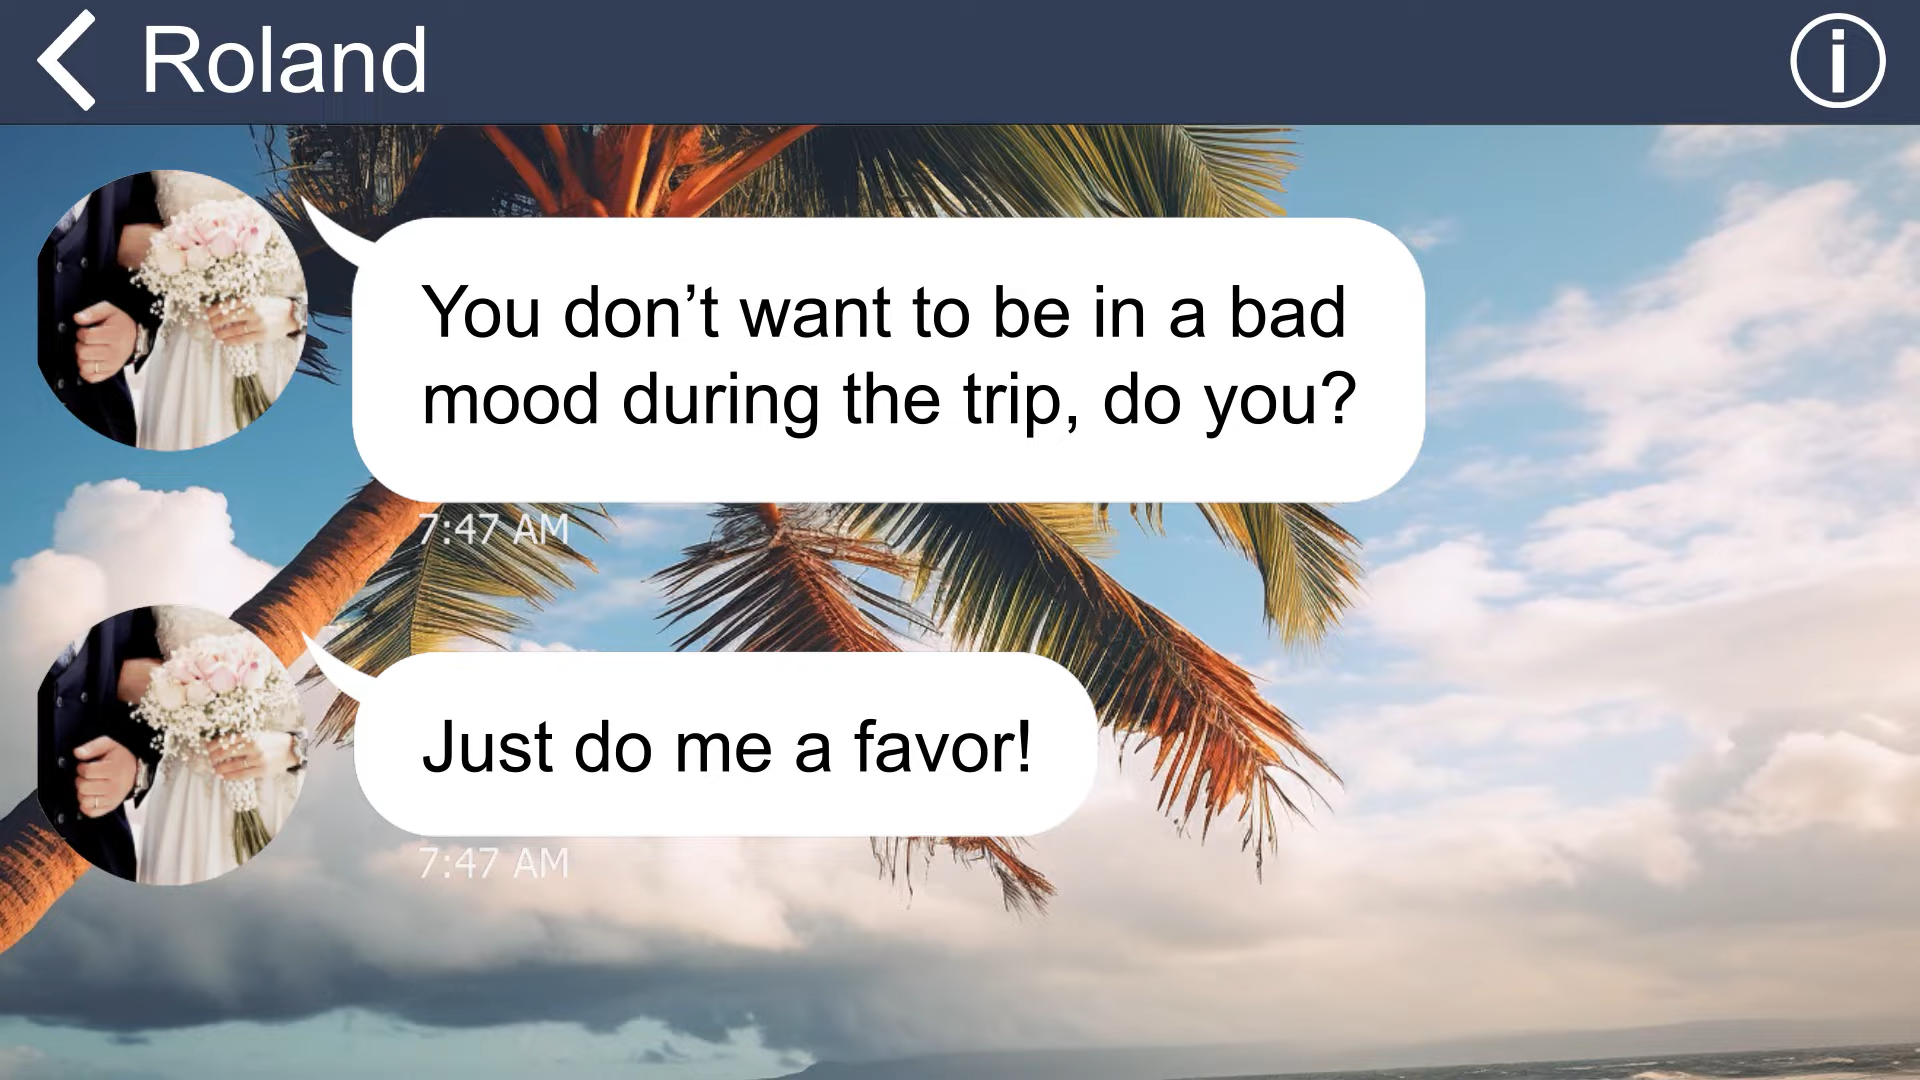 Roland
You don’t want to be in a bad
mood during the trip, do you?
7:47 AM
Just do me a favor!
7:47 AM